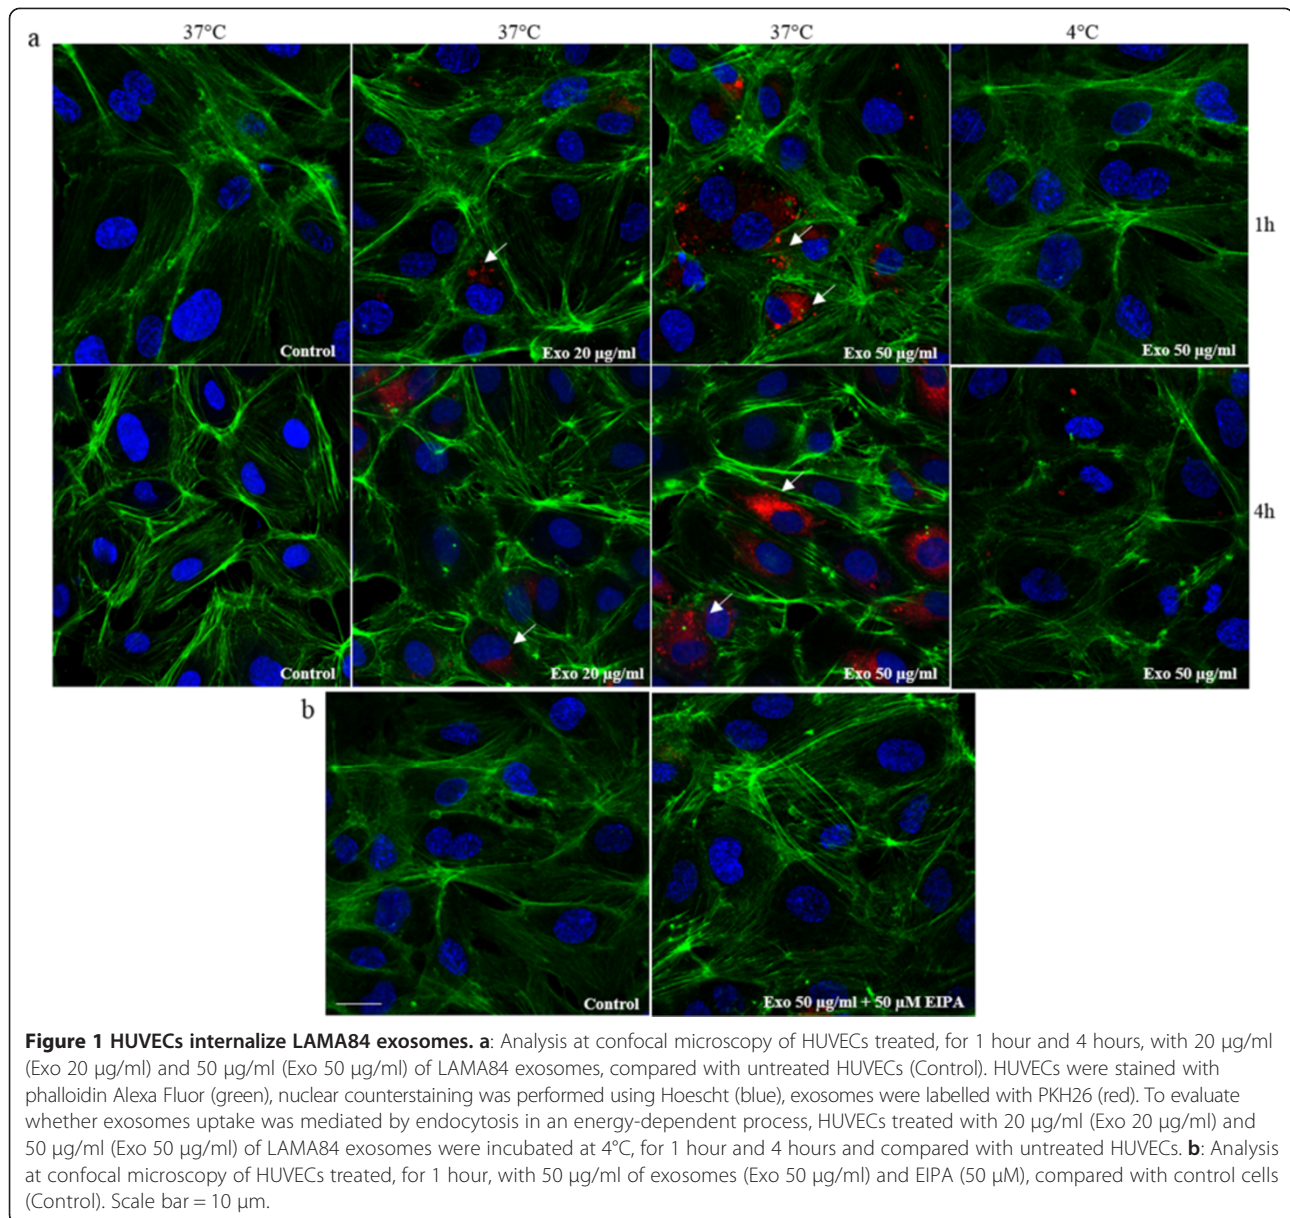 a
37°C 37°C 37°C 4°C
Control Exo 20 µg/ml Exo 50 µg/ml Exo 50 µg/ml 1h
Control Exo 20 µg/ml Exo 50 µg/ml Exo 50 µg/ml 4h
b
Control Exo 50 µg/ml + 50 µM EIPA
Figure 1 HUVECs internalize LAMA84 exosomes. a: Analysis at confocal microscopy of HUVECs treated, for 1 hour and 4 hours, with 20 µg/ml
(Exo 20 µg/ml) and 50 µg/ml (Exo 50 µg/ml) of LAMA84 exosomes, compared with untreated HUVECs (Control). HUVECs were stained with
phalloidin Alexa Fluor (green), nuclear counterstaining was performed using Hoescht (blue), exosomes were labelled with PKH26 (red). To evaluate
whether exosomes uptake was mediated by endocytosis in an energy-dependent process, HUVECs treated with 20 µg/ml (Exo 20 µg/ml) and
50 µg/ml (Exo 50 µg/ml) of LAMA84 exosomes were incubated at 4°C, for 1 hour and 4 hours and compared with untreated HUVECs. b: Analysis
at confocal microscopy of HUVECs treated, for 1 hour, with 50 µg/ml of exosomes (Exo 50 µg/ml) and EIPA (50 µM), compared with control cells
(Control). Scale bar = 10 µm.